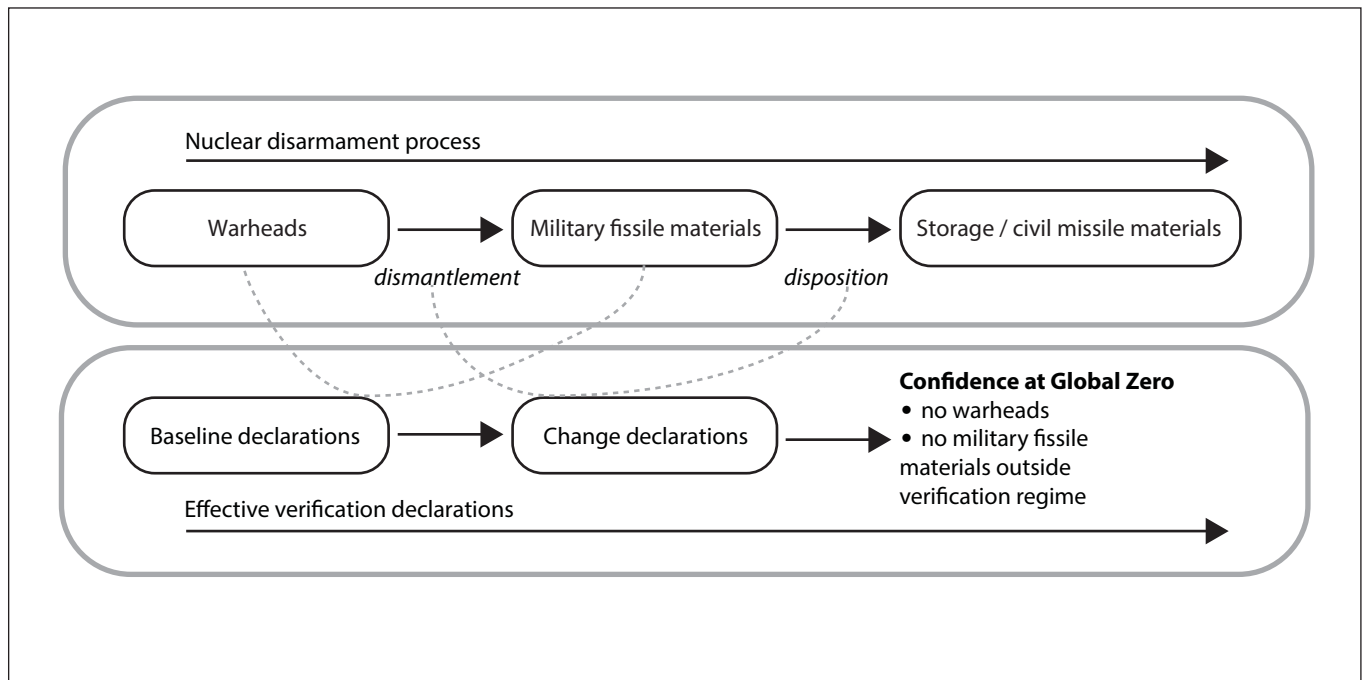 Nuclear disarmament process
Warheads
Military fissile materials
Storage / civil missile materials
dismantlement
disposition
Baseline declarations
Change declarations
Confidence at Global Zero
• no warheads
• no military fissile
materials outside
verification regime
Effective verification declarations